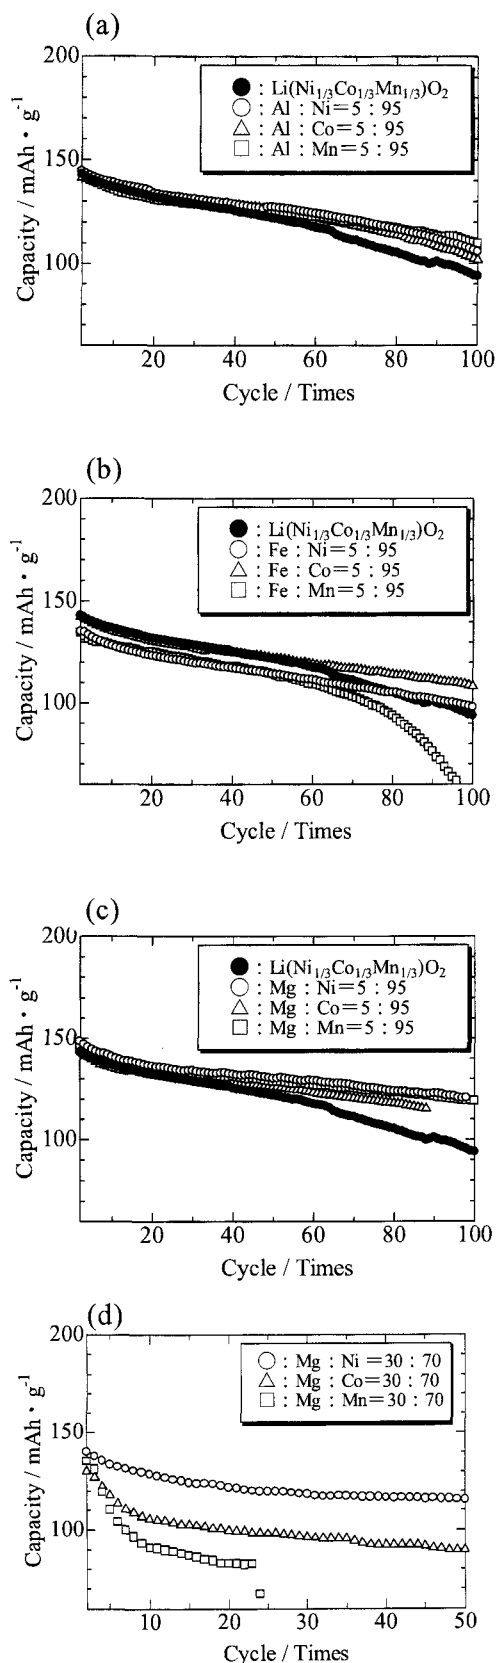 (a)
200
150
100
20
40
60
80
100
Capacity / mAh・g-1
Cycle / Times
●: Li(Ni1/3Co1/3Mn1/3)O2
○: Al : Ni=5 : 95
△: Al : Co=5 : 95
□: Al : Mn=5 : 95
(b)
200
150
100
20
40
60
80
100
Capacity / mAh・g-1
Cycle / Times
●: Li(Ni1/3Co1/3Mn1/3)O2
○: Fe : Ni=5 : 95
△: Fe : Co=5 : 95
□: Fe : Mn=5 : 95
(c)
200
150
100
20
40
60
80
100
Capacity / mAh・g-1
Cycle / Times
●: Li(Ni1/3Co1/3Mn1/3)O2
○: Mg : Ni=5 : 95
△: Mg : Co=5 : 95
□: Mg : Mn=5 : 95
(d)
200
150
100
10
20
30
40
50
Capacity / mAh・g-1
Cycle / Times
○: Mg : Ni=30 : 70
△: Mg : Co=30 : 70
□: Mg : Mn=30 : 70